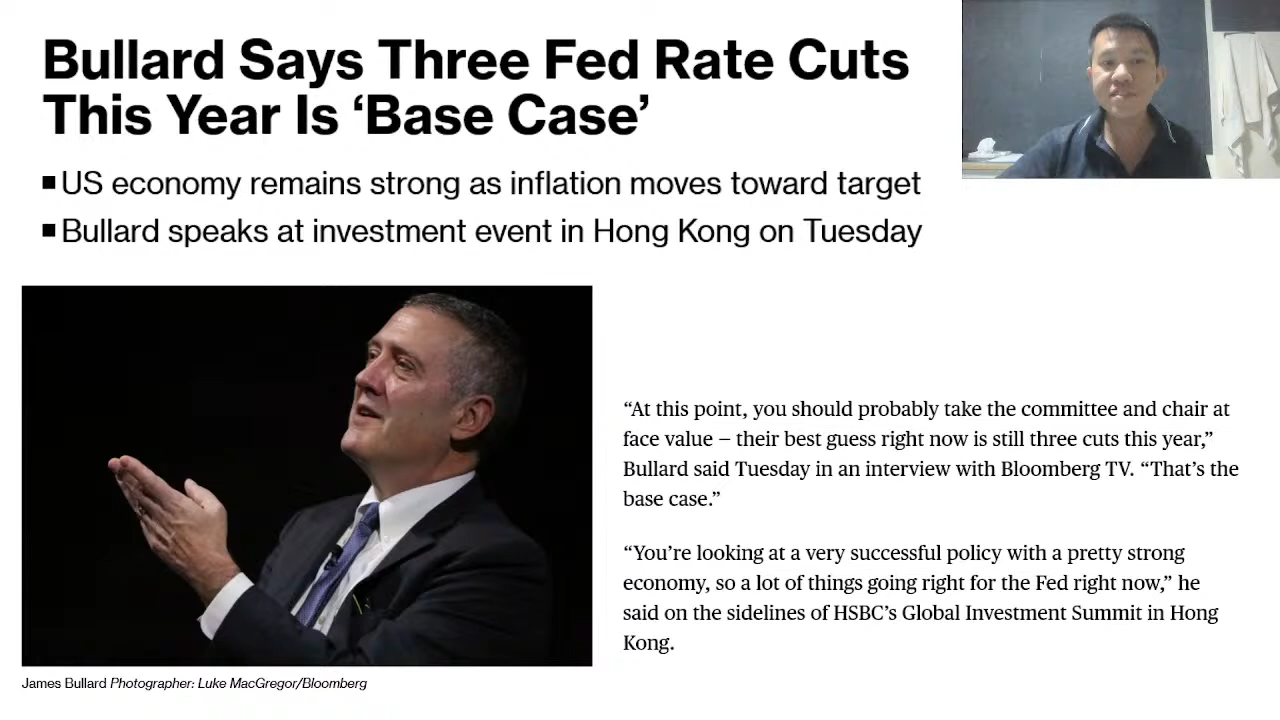 Bullard Says Three Fed Rate Cuts
This Year Is ‘Base Case’
■ US economy remains strong as inflation moves toward target
■ Bullard speaks at investment event in Hong Kong on Tuesday
“At this point, you should probably take the committee and chair at
face value – their best guess right now is still three cuts this year,”
Bullard said Tuesday in an interview with Bloomberg TV. “That’s the
base case.”
“You’re looking at a very successful policy with a pretty strong
economy, so a lot of things going right for the Fed right now,” he
said on the sidelines of HSBC’s Global Investment Summit in Hong
Kong.
James Bullard Photographer: Luke MacGregor/Bloomberg